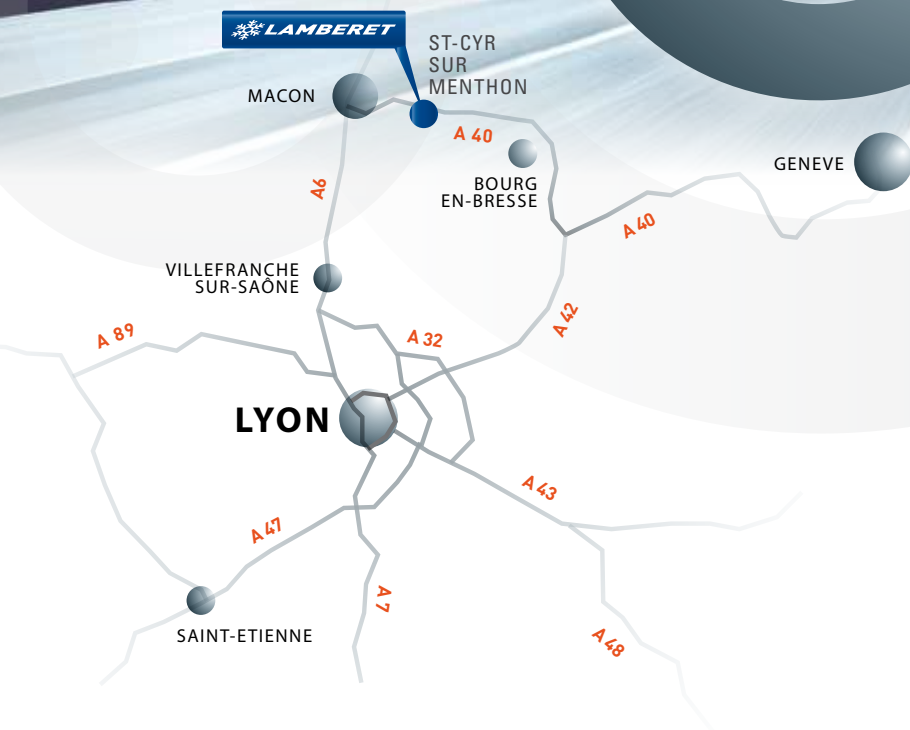 LAMBERET
ST-CYR
SUR
MENTHON
MACON
A 40
BOURG
EN-BRESSE
GENEVE
A6
A 40
VILLEFRANCHE
SUR-SAÔNE
A 42
A 89
A 32
LYON
A 43
A 47
A 7
SAINT-ETIENNE
A 48